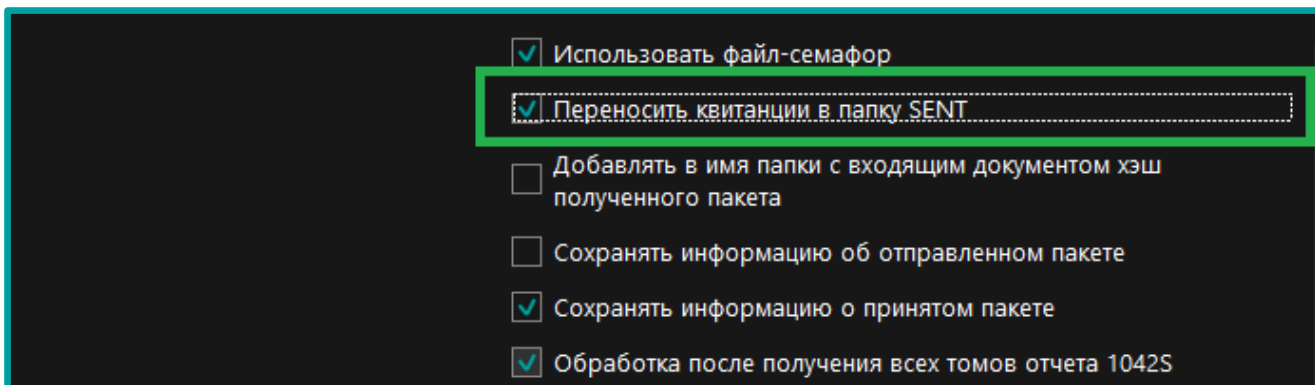 Использовать файл-семафор
Переносить квитанции в папку SENT
Добавлять в имя папки с входящим документом хэш
полученного пакета
Сохранять информацию об отправленном пакете
Сохранять информацию о принятом пакете
Обработка после получения всех томов отчета 1042S